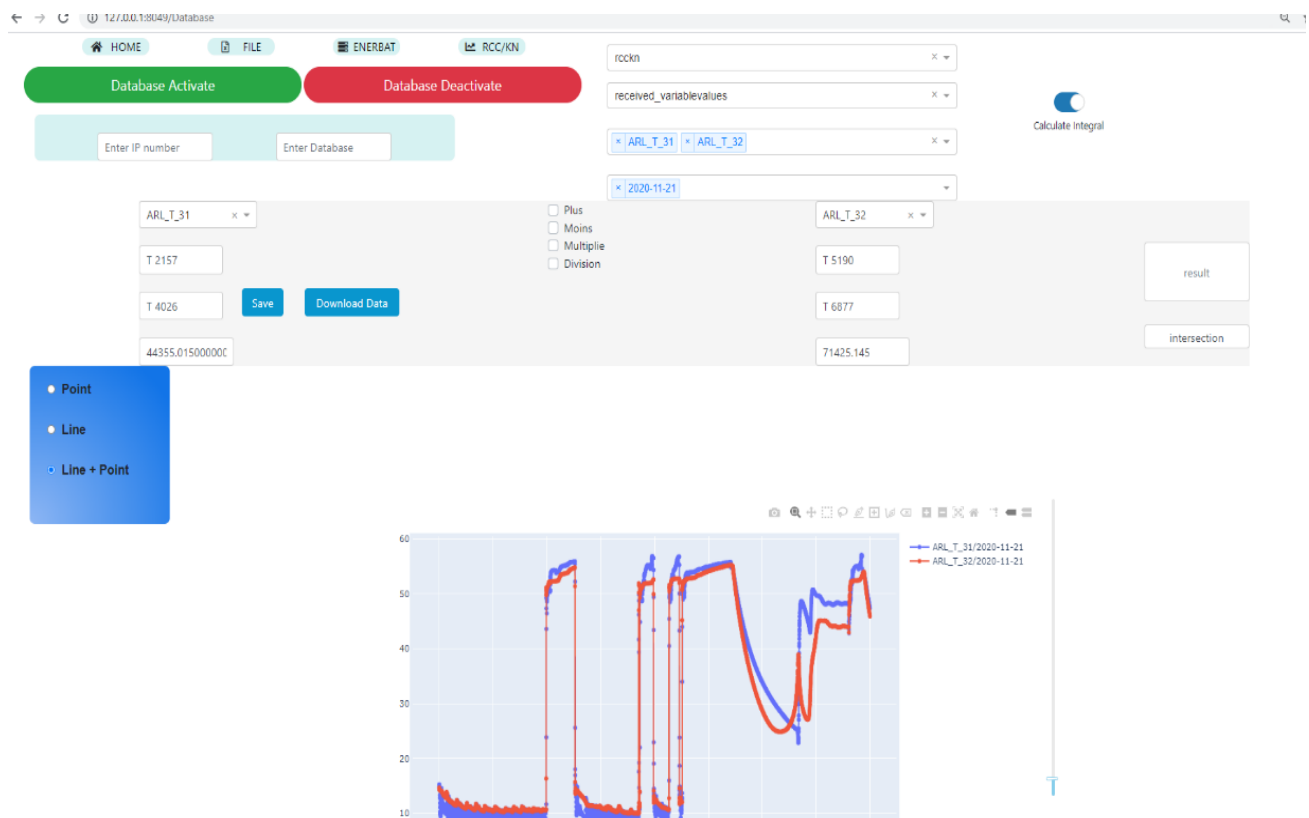 127.0.0.1:8049/Database
HOME FILE ENERBAT RCC/KN
rcckn
Database Activate Database Deactivate
received_variablevalues
Calculate Integral
Enter IP number Enter Database
× ARL_T_31 × ARL_T_32
× 2020-11-21
ARL_T_31
Plus
Moins
Multiplie
Division
ARL_T_32
T 2157
T 5190
result
T 4026
Save
Download Data
T 6877
intersection
44355.01500000
71425.145
Point
Line
Line + Point
ARL_T_31/2020-11-21
ARL_T_32/2020-11-21
60
50
40
30
20
10